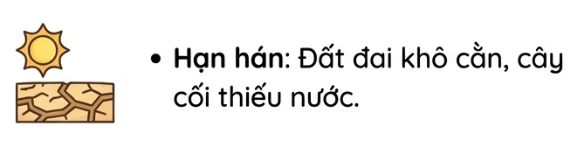 • Hạn hán: Đất đai khô cằn, cây
cối thiếu nước.